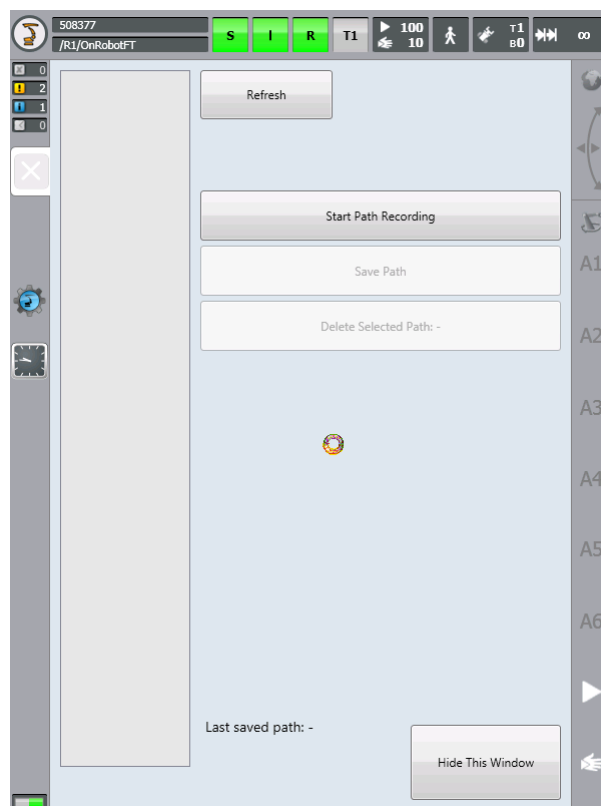 508377
/R1/OnRobotFT
S I R T1 100 10 T1 B0 ∞
0
2
1
0
Refresh
Start Path Recording
Save Path
Delete Selected Path: -
A1
A2
A3
A4
A5
A6
Last saved path: -
Hide This Window